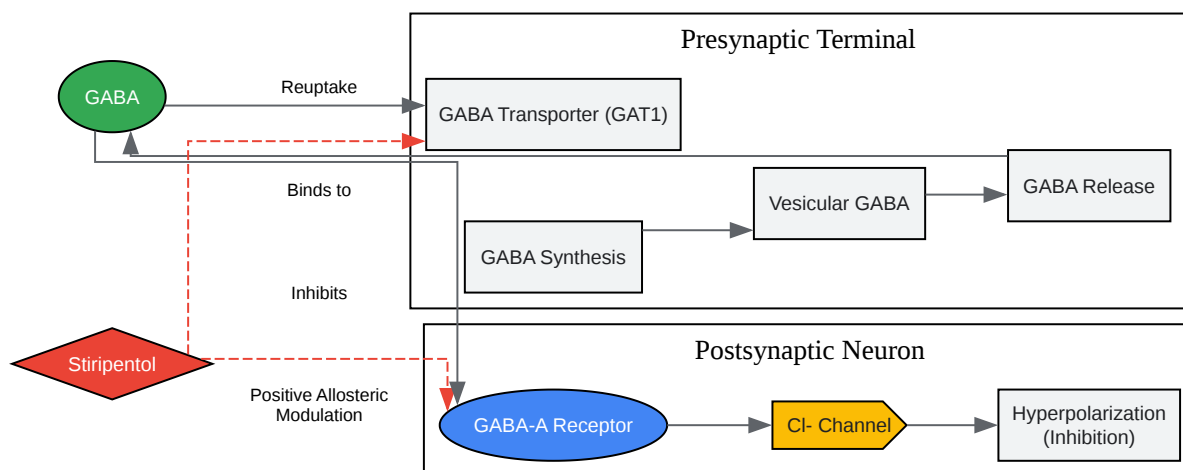 Presynaptic Terminal
Reuptake
GABA
GABA Transporter (GAT1)
Binds to
GABA Release
Vesicular GABA
GABA Synthesis
Inhibits
Stiripentol
Postsynaptic Neuron
Positive Allosteric
Modulation
GABA-A Receptor
Cl- Channel
Hyperpolarization
(Inhibition)